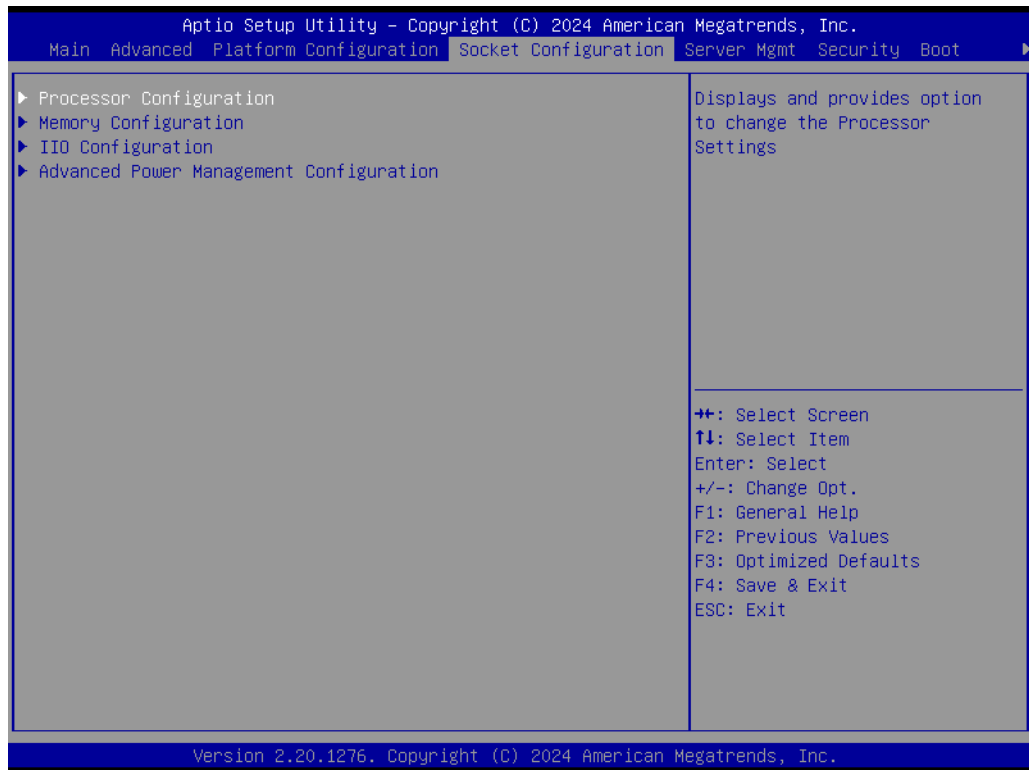 Aptio Setup Utility – Copyright (C) 2024 American Megatrends, Inc.
Main Advanced Platform Configuration Socket Configuration Server Mgmt Security Boot
Processor Configuration
Memory Configuration
IIO Configuration
Advanced Power Management Configuration
Displays and provides option
to change the Processor
Settings
→←: Select Screen
↑↓: Select Item
Enter: Select
+/-: Change Opt.
F1: General Help
F2: Previous Values
F3: Optimized Defaults
F4: Save & Exit
ESC: Exit
Version 2.20.1276. Copyright (C) 2024 American Megatrends, Inc.